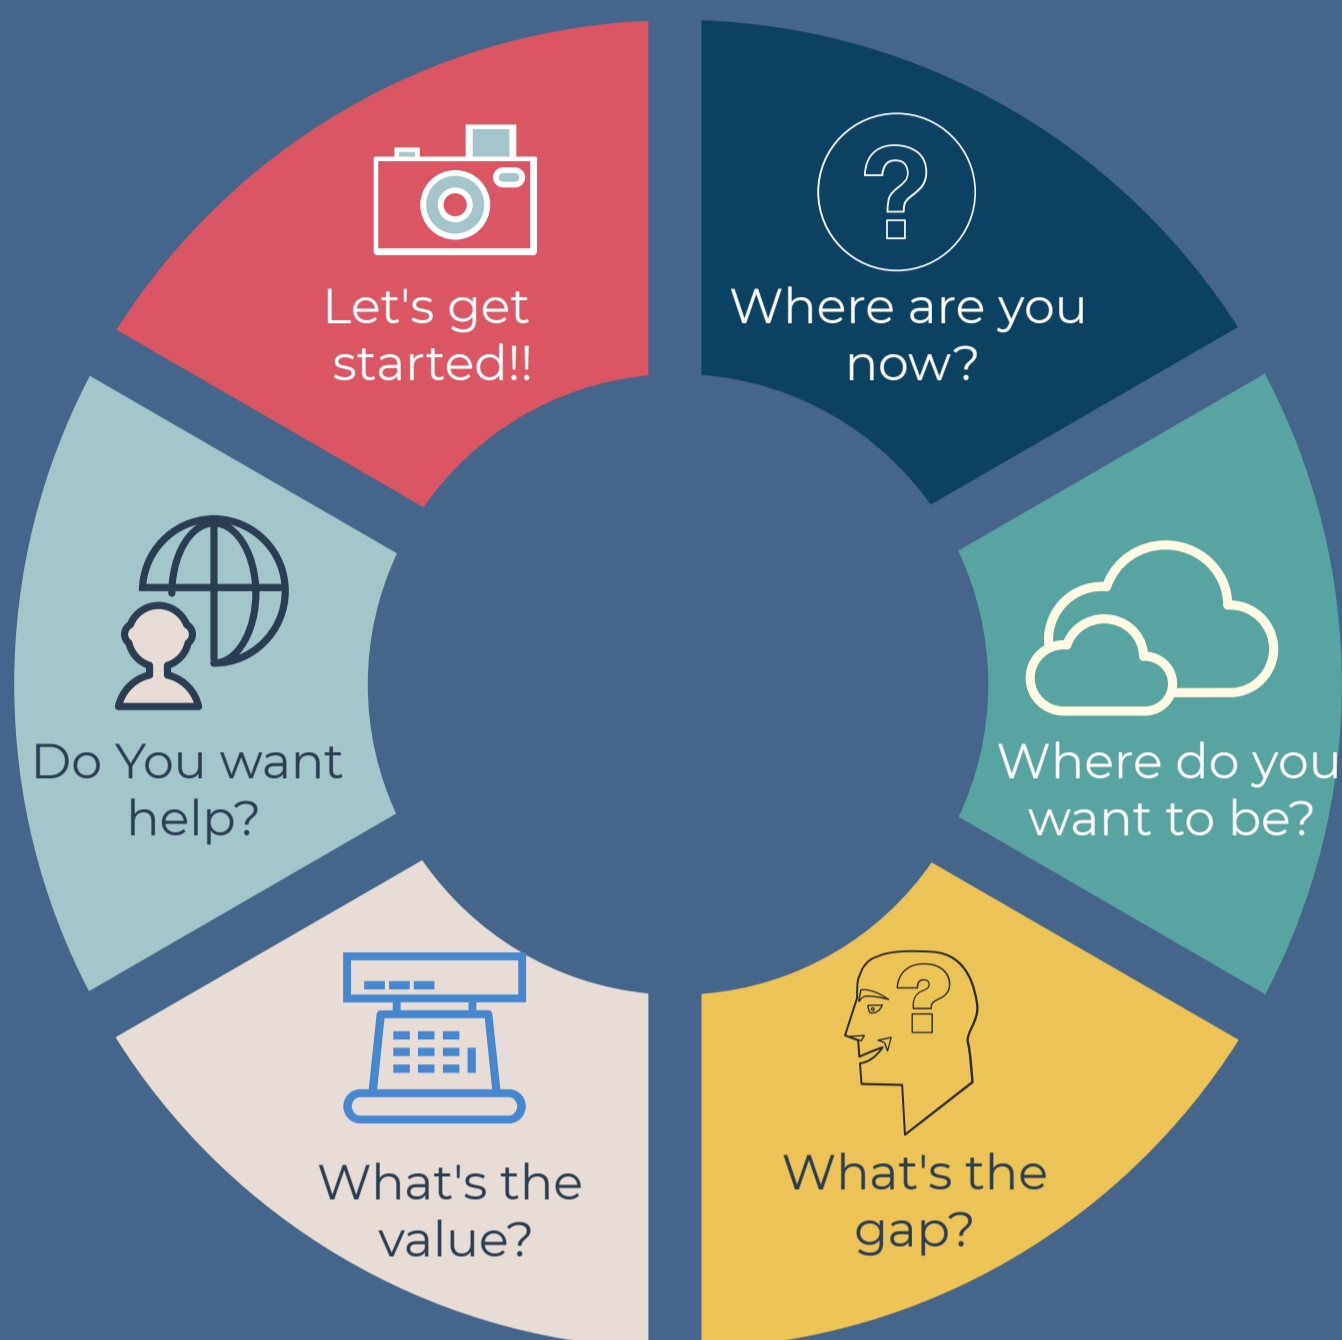 Let's get
started!!
Where are you
now?
Where do you
want to be?
What's the
gap?
What's the
value?
Do You want
help?